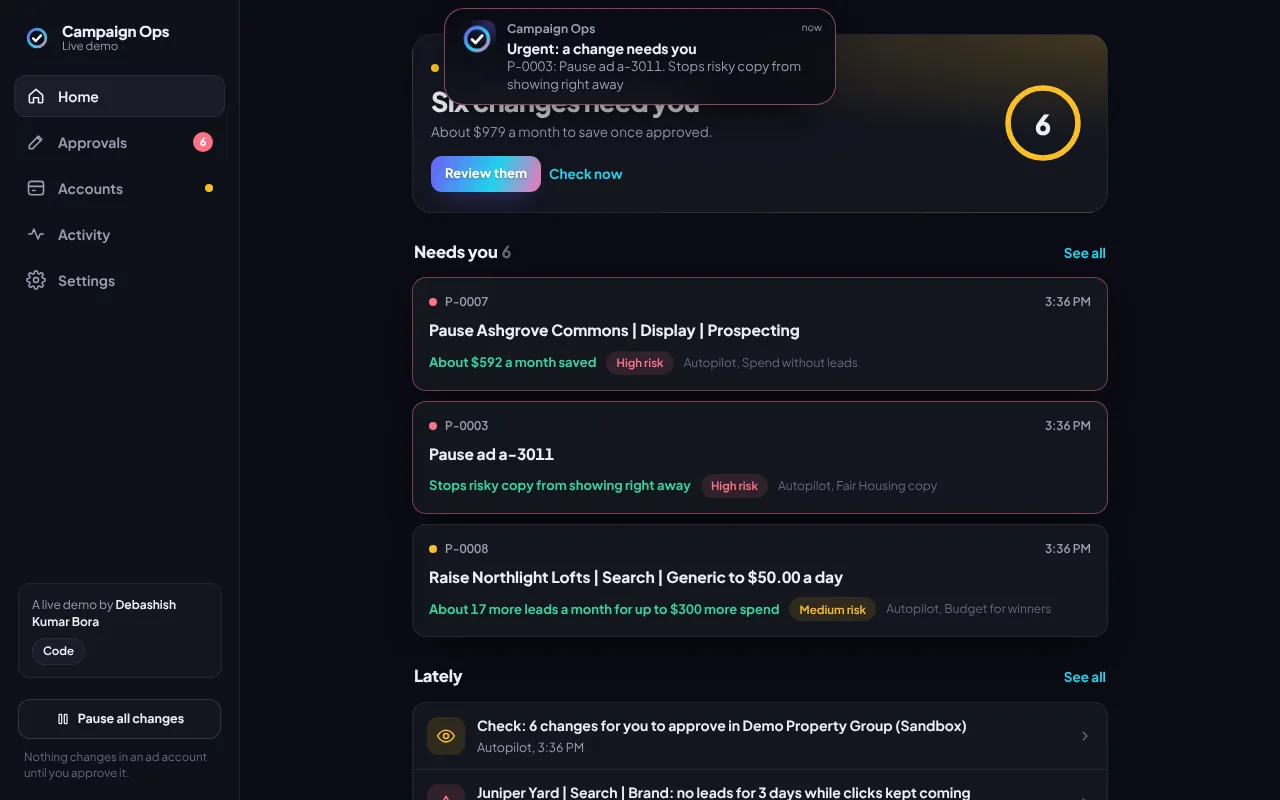 Campaign Ops
Live demo
Home
Approvals
6
Accounts
Activity
Settings
A live demo by Debashish
Kumar Bora
Code
Pause all changes
Nothing changes in an ad account
until you approve it.
Campaign Ops
now
Urgent: a change needs you
P-0003: Pause ad a-3011. Stops risky copy from
showing right away
Six changes need you
About $979 a month to save once approved.
Review them
Check now
6
Needs you 6
See all
P-0007
3:36 PM
Pause Ashgrove Commons | Display | Prospecting
About $592 a month saved
High risk
Autopilot, Spend without leads
P-0003
3:36 PM
Pause ad a-3011
Stops risky copy from showing right away
High risk
Autopilot, Fair Housing copy
P-0008
3:36 PM
Raise Northlight Lofts | Search | Generic to $50.00 a day
About 17 more leads a month for up to $300 more spend
Medium risk
Autopilot, Budget for winners
Lately
See all
Check: 6 changes for you to approve in Demo Property Group (Sandbox)
Autopilot, 3:36 PM
Juniper Yard | Search | Brand: no leads for 3 days while clicks kept coming